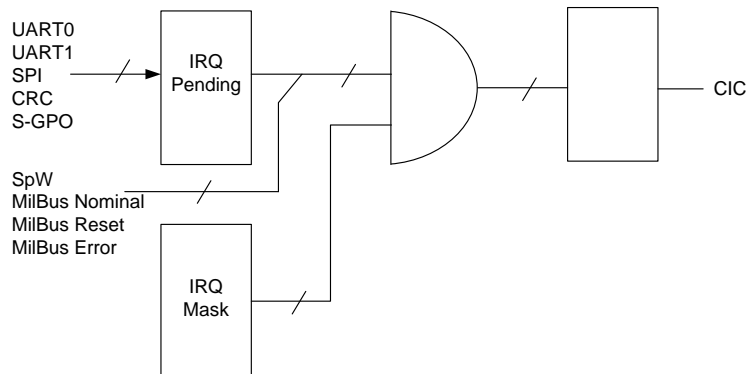 UART0
UART1
SPI
CRC
S-GPO
IRQ
Pending
CIC
SpW
MilBus Nominal
MilBus Reset
MilBus Error
IRQ
Mask